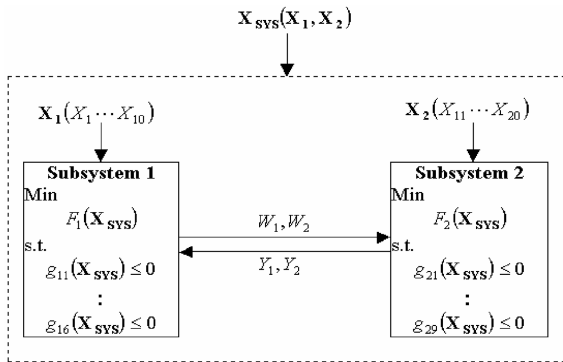 X_SYS(X_1, X_2)
X_1(X_1 ⋯ X_10)
X_2(X_11 ⋯ X_20)
Subsystem 1
Min
F_1(X_SYS)
s.t.
g_11(X_SYS) ≤ 0
⋮
g_16(X_SYS) ≤ 0
W_1, W_2
Y_1, Y_2
Subsystem 2
Min
F_2(X_SYS)
s.t.
g_21(X_SYS) ≤ 0
⋮
g_29(X_SYS) ≤ 0